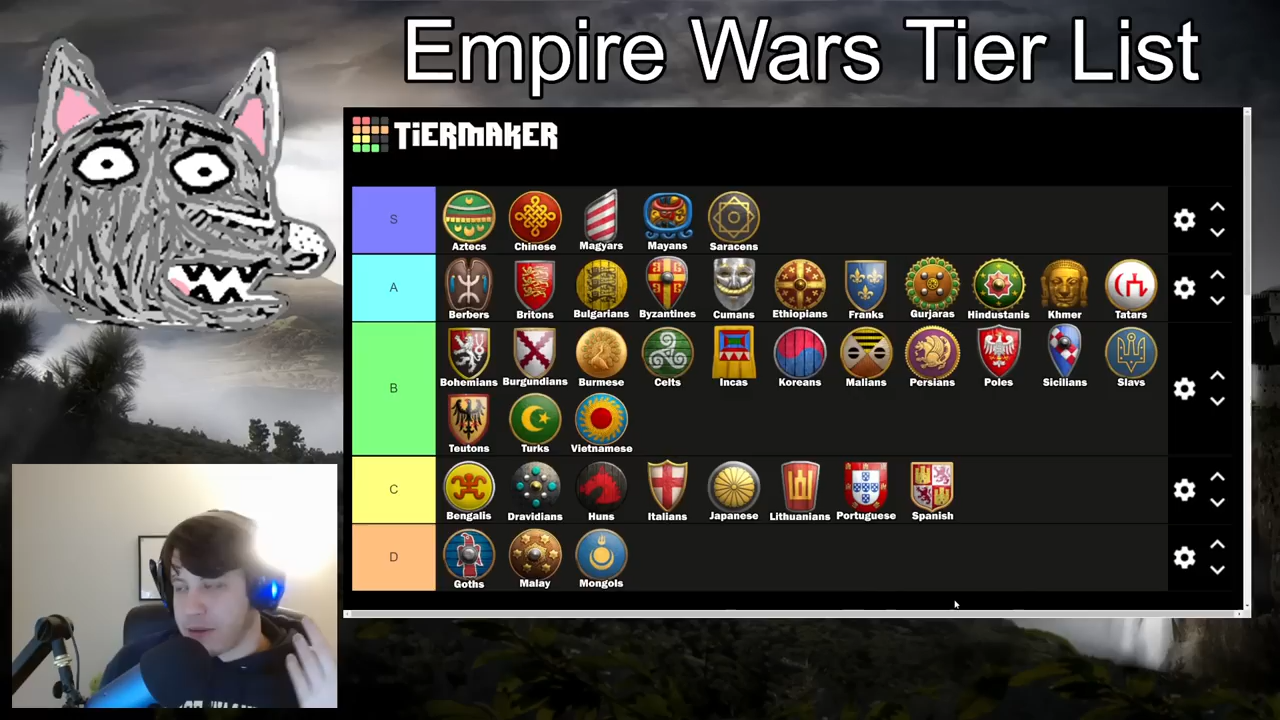 Empire Wars Tier List
TiERMAKER
S
Aztecs Chinese Magyars Mayans Saracens
A
Berbers Britons Bulgarians Byzantines Cumans Ethiopians Franks Gurjaras Hindustanis Khmer Tatars
B
Bohemians Burgundians Burmese Celts Incas Koreans Malians Persians Poles Sicilians Slavs
Teutons Turks Vietnamese
C
Bengalis Dravidians Huns Italians Japanese Lithuanians Portuguese Spanish
D
Goths Malay Mongols